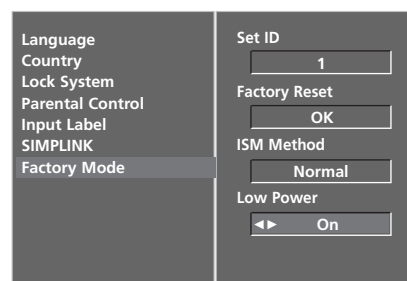 Language
Country
Lock System
Parental Control
Input Label
SIMPLINK
Factory Mode
Set ID
1
Factory Reset
OK
ISM Method
Normal
Low Power
◄► On